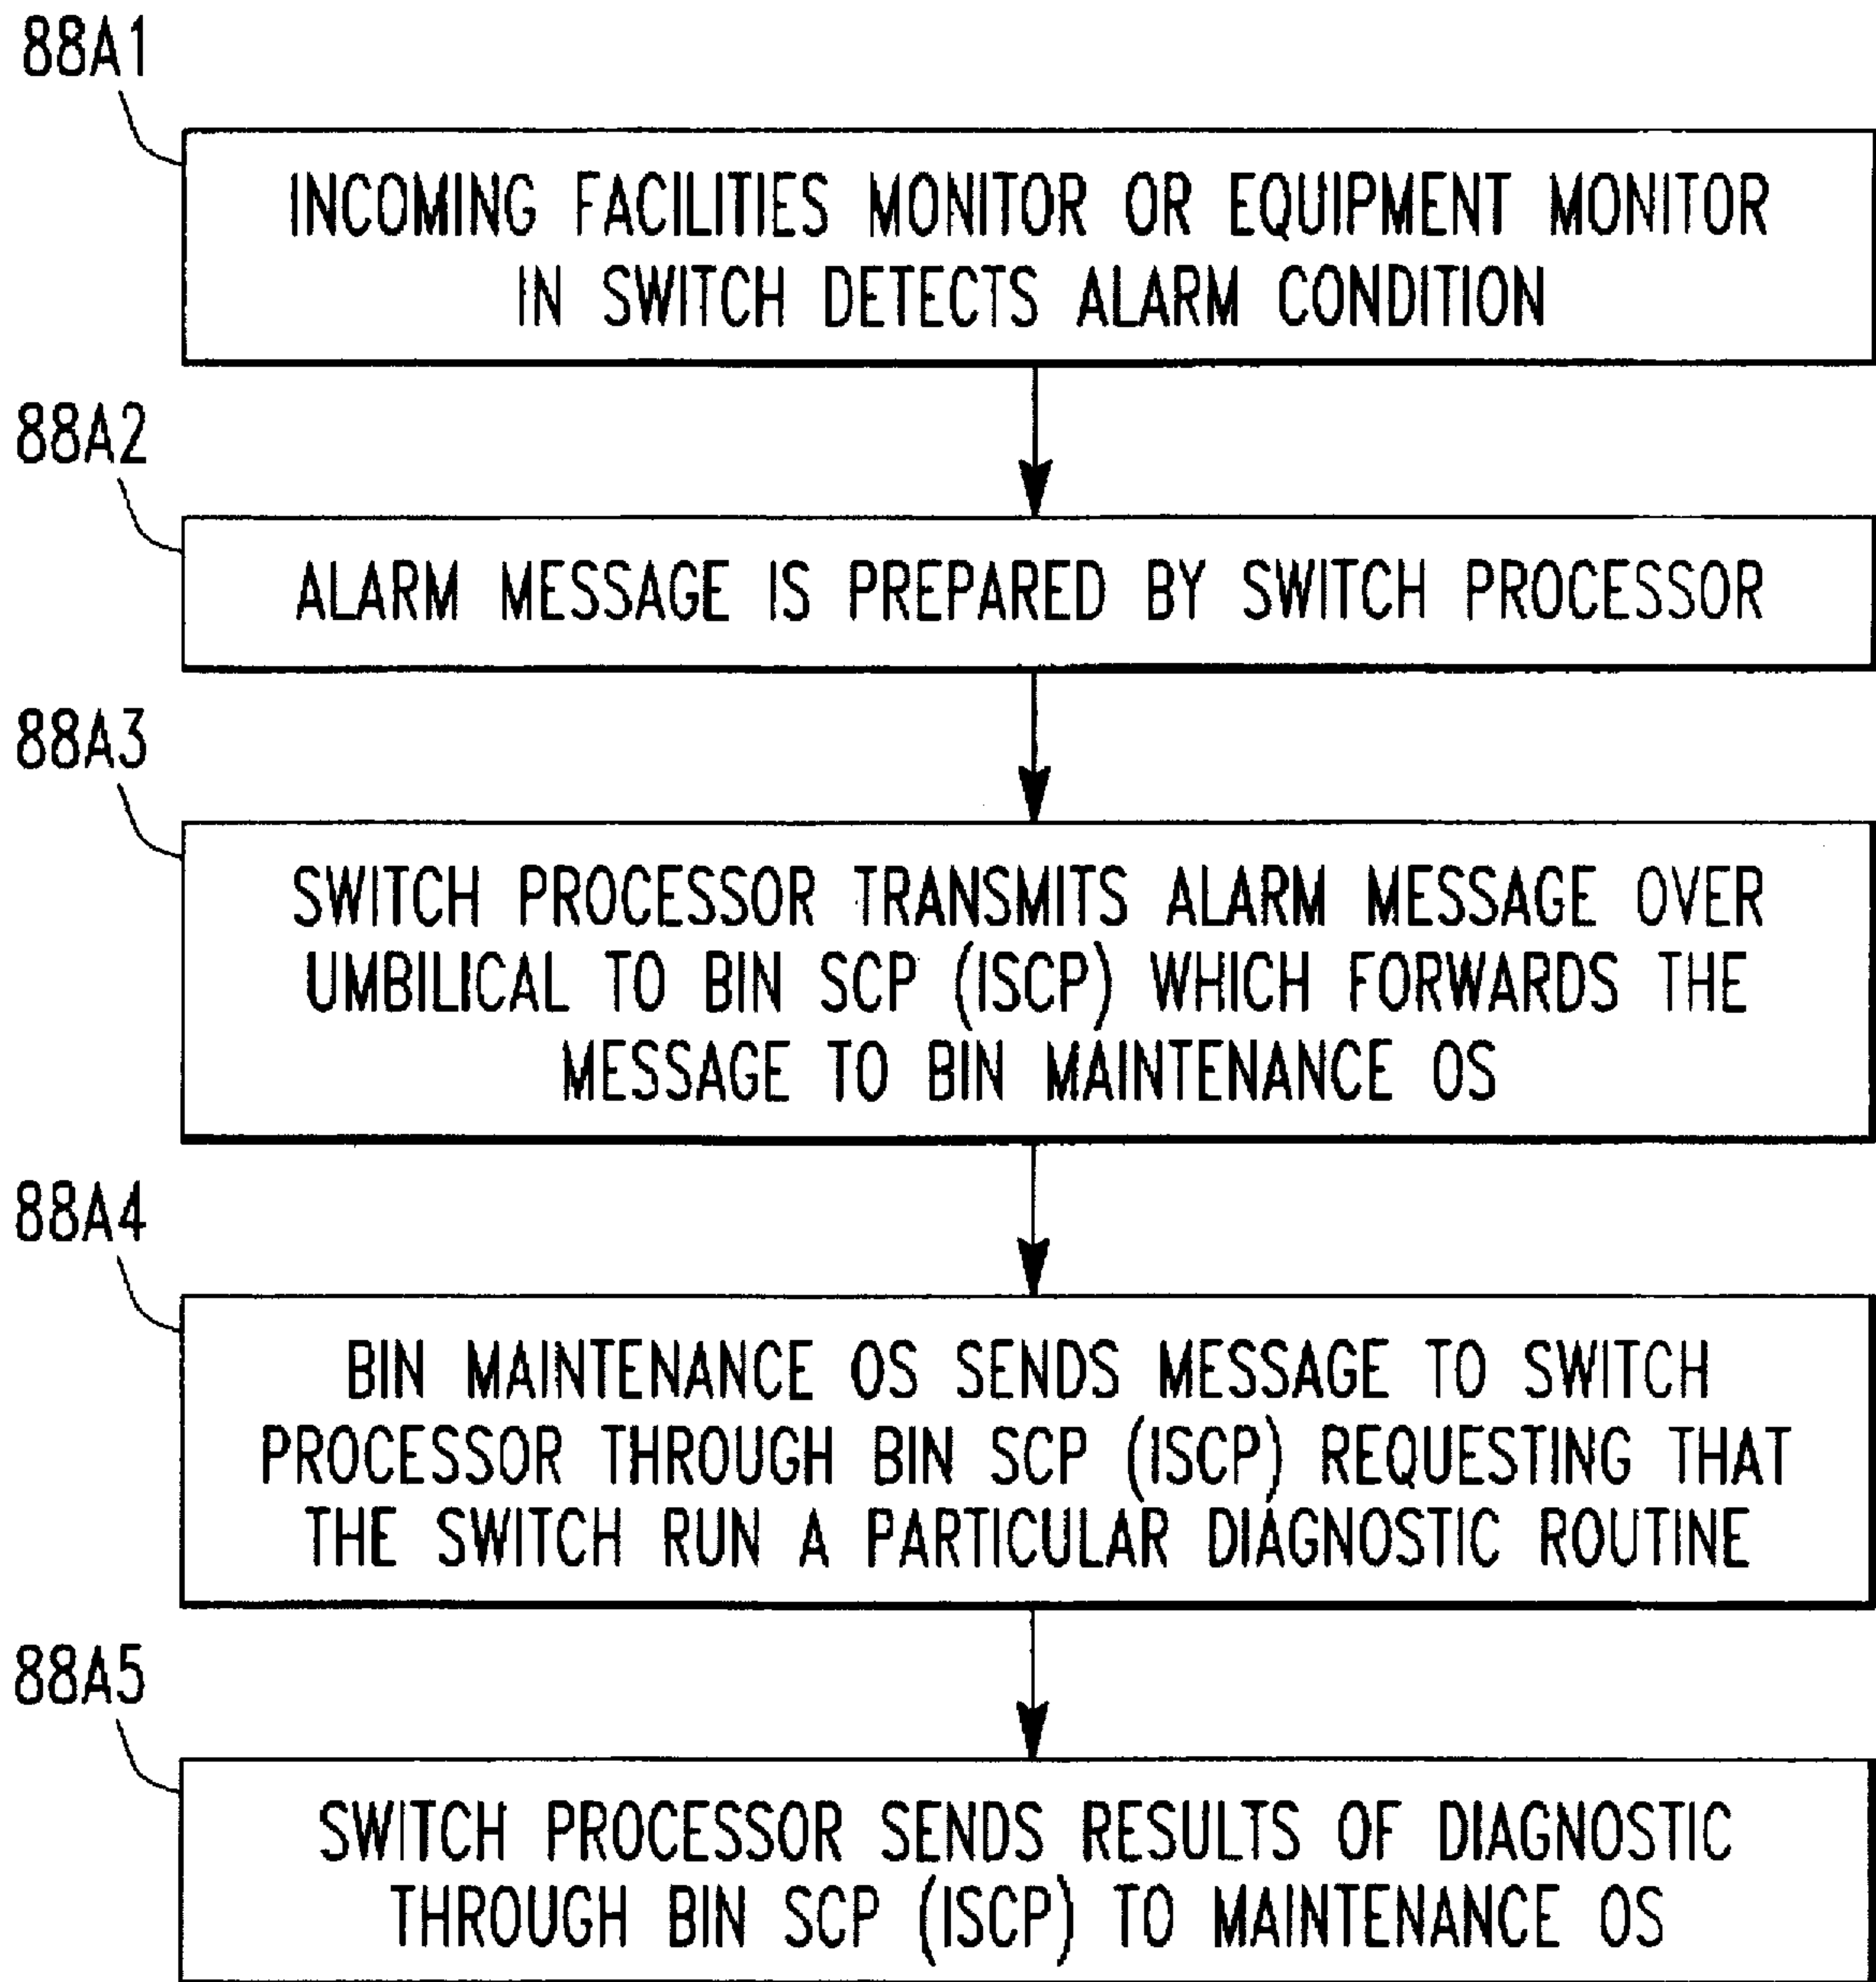 88A1
INCOMING FACILITIES MONITOR OR EQUIPMENT MONITOR
IN SWITCH DETECTS ALARM CONDITION
88A2
ALARM MESSAGE IS PREPARED BY SWITCH PROCESSOR
88A3
SWITCH PROCESSOR TRANSMITS ALARM MESSAGE OVER
UMBILICAL TO BIN SCP (ISCP) WHICH FORWARDS THE
MESSAGE TO BIN MAINTENANCE OS
88A4
BIN MAINTENANCE OS SENDS MESSAGE TO SWITCH
PROCESSOR THROUGH BIN SCP (ISCP) REQUESTING THAT
THE SWITCH RUN A PARTICULAR DIAGNOSTIC ROUTINE
88A5
SWITCH PROCESSOR SENDS RESULTS OF DIAGNOSTIC
THROUGH BIN SCP (ISCP) TO MAINTENANCE OS